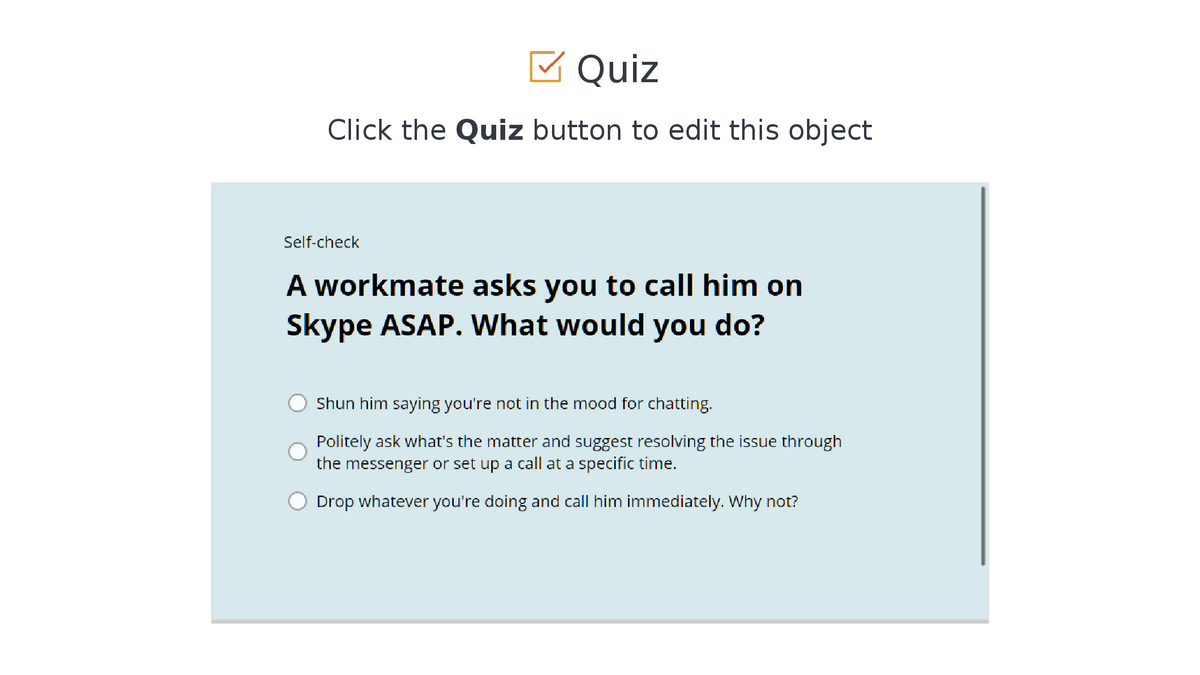 Quiz
Click the Quiz button to edit this object
Self-check
A workmate asks you to call him on
Skype ASAP. What would you do?
Shun him saying you're not in the mood for chatting.
Politely ask what's the matter and suggest resolving the issue through
the messenger or set up a call at a specific time.
Drop whatever you're doing and call him immediately. Why not?